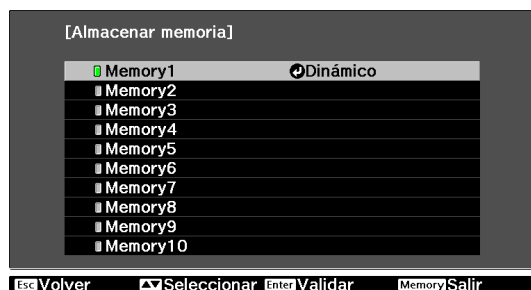 [Almacenar memoria]
Memory1 Dinámico
Memory2
Memory3
Memory4
Memory5
Memory6
Memory7
Memory8
Memory9
Memory10
Esc Volver Seleccionar Enter Validar Memory Salir